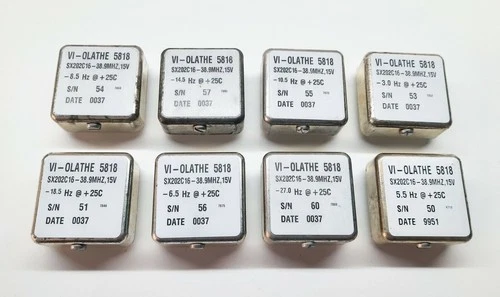 VI-OLATHE 5818
SX202C16-38.9MHZ,15V
-8.5 Hz @ +25C
S/N 54
DATE 0037
VI-OLATHE 5818
SX202C16-38.9MHZ,15V
-14.5 Hz @ +25C
S/N 57
DATE 0037
VI-OLATHE 5818
SX202C16-38.9MHZ,15V
-10.5 Hz @ +25C
S/N 55
DATE 0037
VI-OLATHE 5818
SX202C16-38.9MHZ,15V
-3.0 Hz @ +25C
S/N 53
DATE 0037
VI-OLATHE 5818
SX202C16-38.9MHZ,15V
-18.5 Hz @ +25C
S/N 51
DATE 0037
VI-OLATHE 5818
SX202C16-38.9MHZ,15V
-6.5 Hz @ +25C
S/N 56
DATE 0037
VI-OLATHE 5818
SX202C16-38.9MHZ,15V
-27.0 Hz @ +25C
S/N 60
DATE 0037
VI-OLATHE 5818
SX202C16-38.9MHZ,15V
5.5 Hz @ +25C
S/N 50
DATE 9951